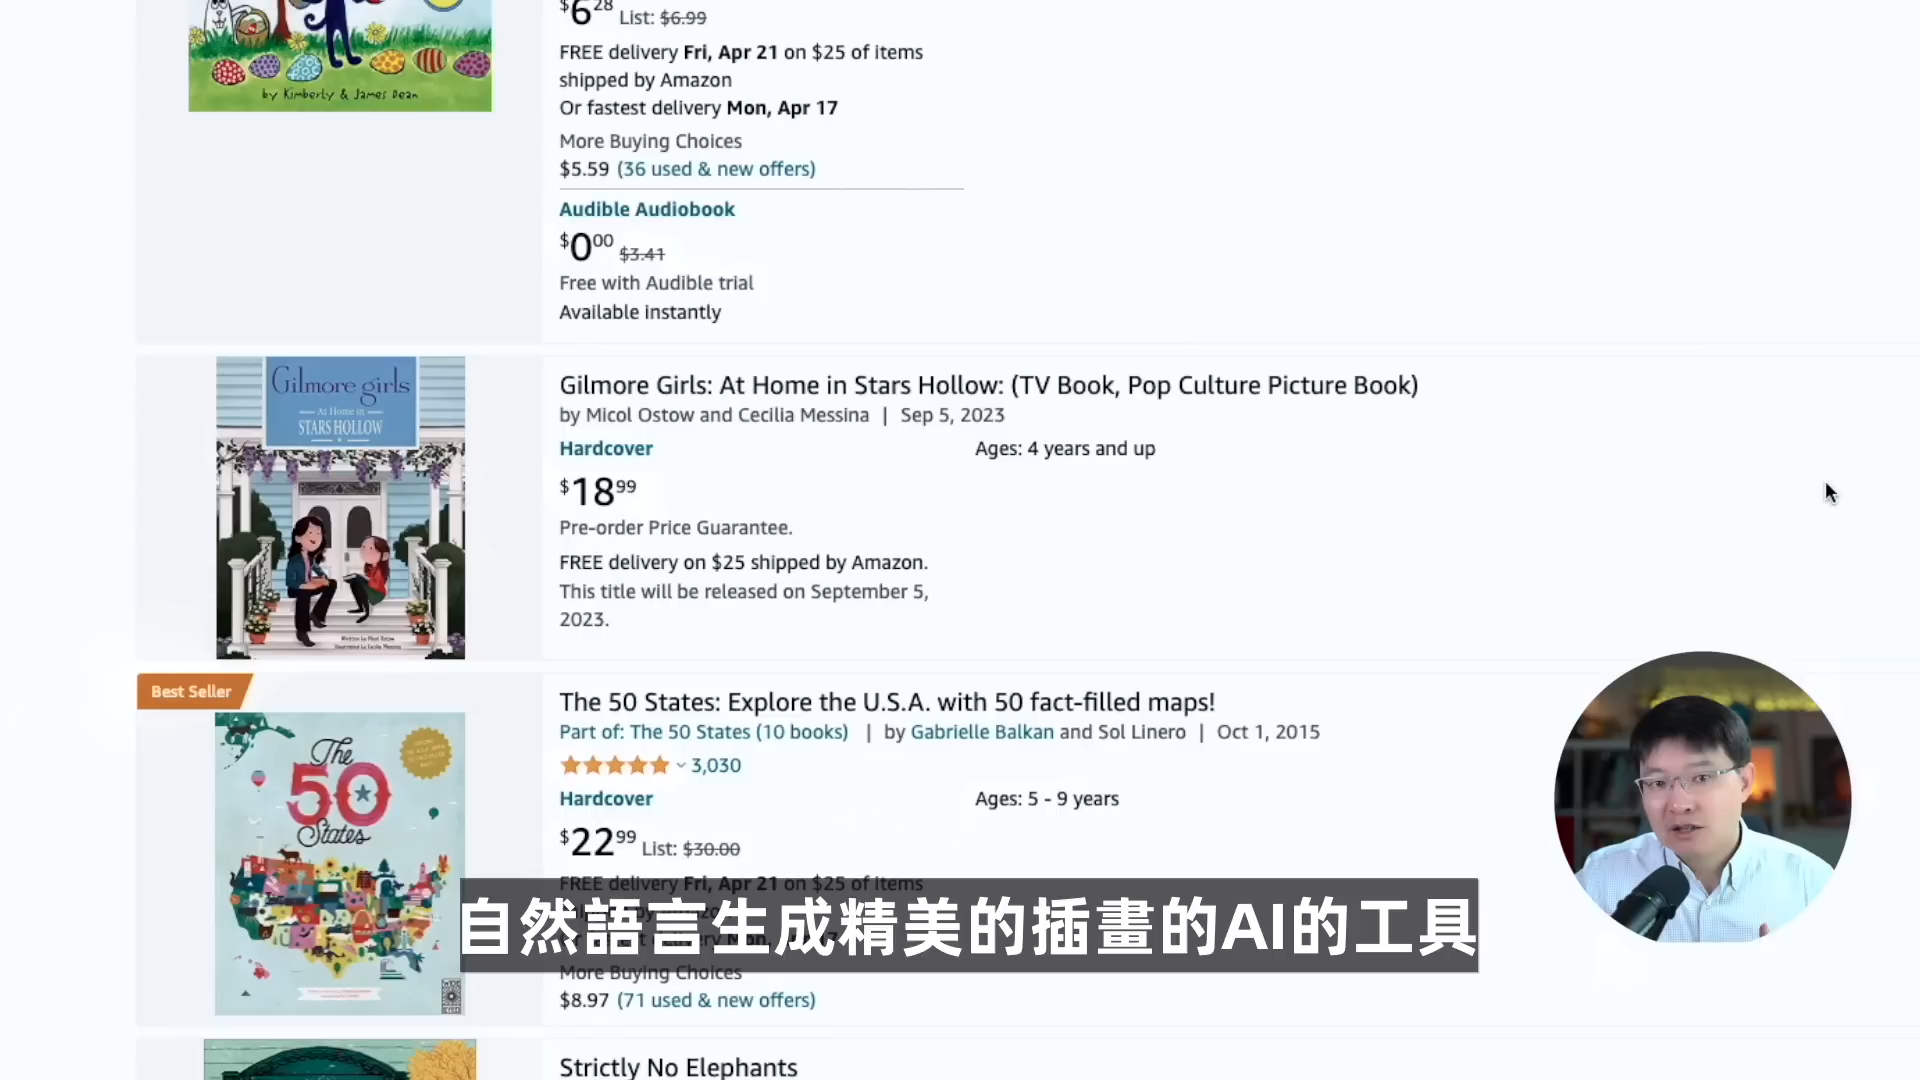 by Kimberly & James Dean
$6.28 List: $6.99
FREE delivery Fri, Apr 21 on $25 of items
shipped by Amazon
Or fastest delivery Mon, Apr 17
More Buying Choices
$5.59 (36 used & new offers)
Audible Audiobook
$0.00 $3.41
Free with Audible trial
Available instantly
Gilmore girls
At Home in
STARS HOLLOW
Gilmore Girls: At Home in Stars Hollow: (TV Book, Pop Culture Picture Book)
by Micol Ostow and Cecilia Messina | Sep 5, 2023
Hardcover
Ages: 4 years and up
$18.99
Pre-order Price Guarantee.
FREE delivery on $25 shipped by Amazon.
This title will be released on September 5,
2023.
Best Seller
The
50
States
The 50 States: Explore the U.S.A. with 50 fact-filled maps!
Part of: The 50 States (10 books) | by Gabrielle Balkan and Sol Linero | Oct 1, 2015
3,030
Hardcover
Ages: 5 - 9 years
$22.99 List: $30.00
FREE delivery Fri, Apr 21 on $25 of items
自然語言生成精美的插畫的AI的工具
More Buying Choices
$8.97 (71 used & new offers)
Strictly No Elephants